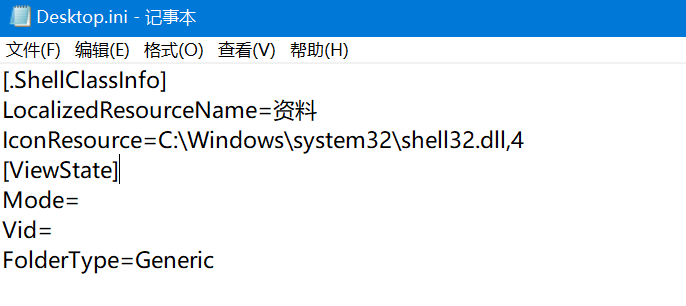 Desktop.ini - 记事本
文件(F) 编辑(E) 格式(O) 查看(V) 帮助(H)
[.ShellClassInfo]
LocalizedResourceName=资料
IconResource=C:\Windows\system32\shell32.dll,4
[ViewState]
Mode=
Vid=
FolderType=Generic